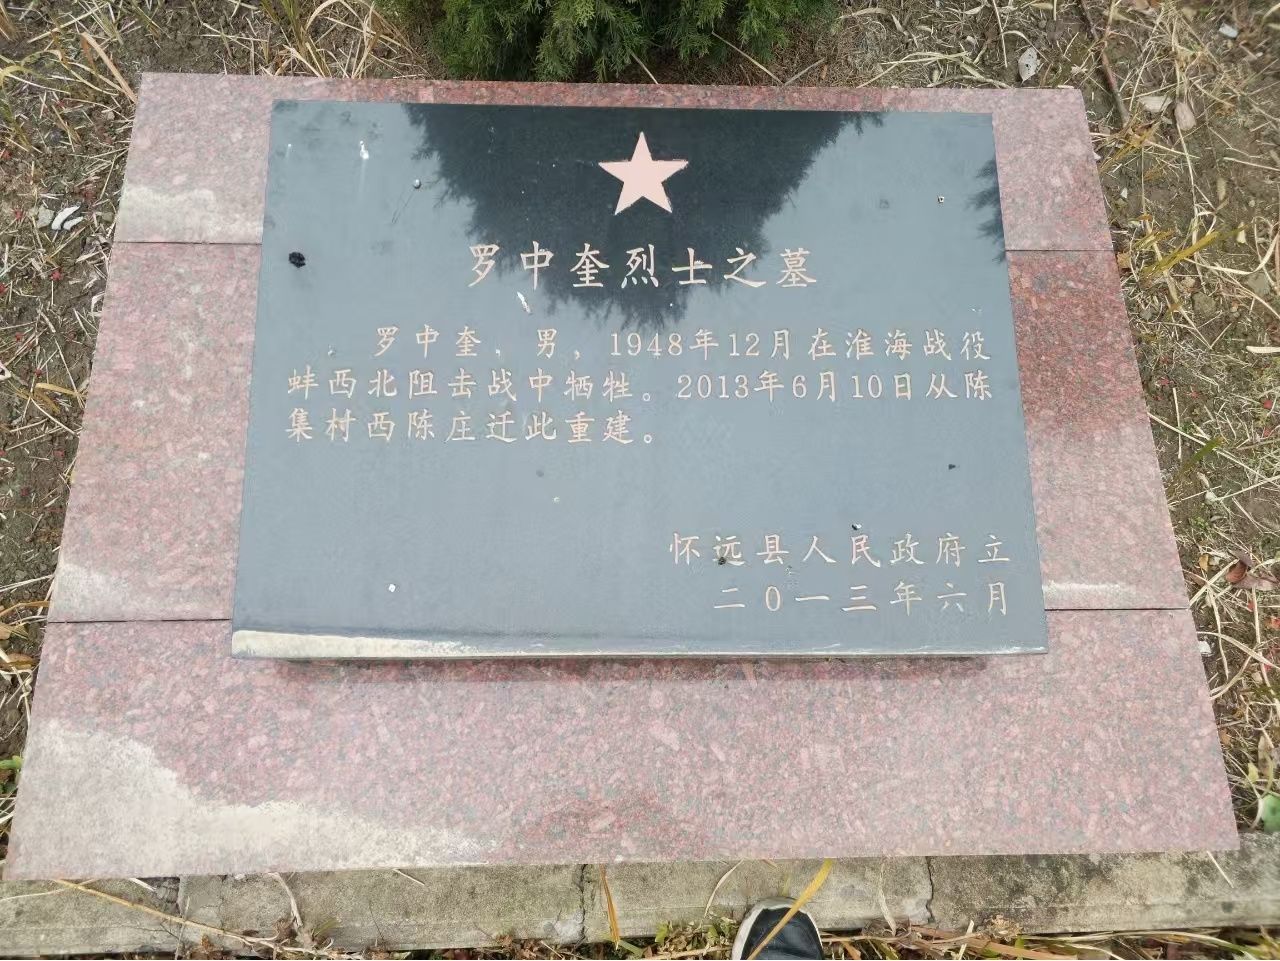 罗中奎烈士之墓
罗中奎，男，1948年12月在淮海战役
蚌西北阻击战中牺牲。2013年6月10日从陈
集村西陈庄迁此重建。
怀远县人民政府立
二0一三年六月